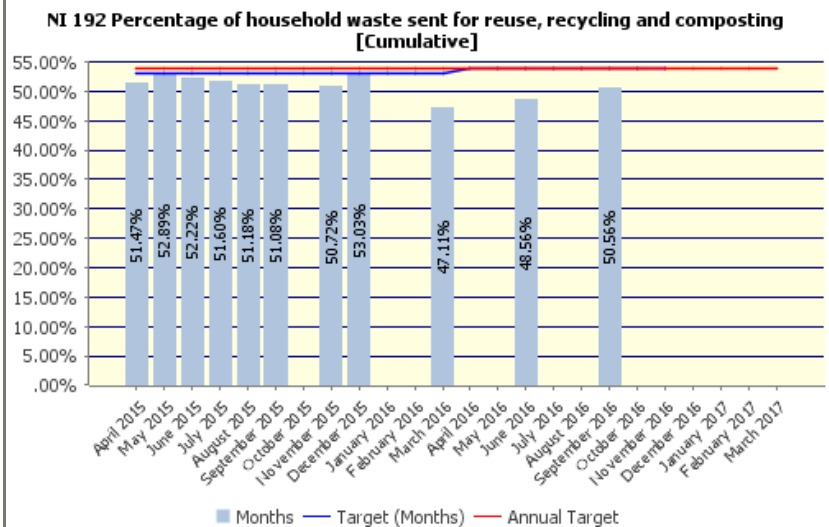 NI 192 Percentage of household waste sent for reuse, recycling and composting
[Cumulative]
55.00%
50.00%
45.00%
40.00%
35.00%
30.00%
25.00%
20.00%
15.00%
10.00%
5.00%
.00%
51.47%
52.89%
52.22%
51.60%
51.18%
51.08%
50.72%
53.03%
47.11%
48.56%
50.56%
April 2015
May 2015
June 2015
July 2015
August 2015
September 2015
October 2015
November 2015
December 2015
January 2016
February 2016
March 2016
April 2016
May 2016
June 2016
July 2016
August 2016
September 2016
October 2016
November 2016
December 2016
January 2017
February 2017
March 2017
Months
Target (Months)
Annual Target